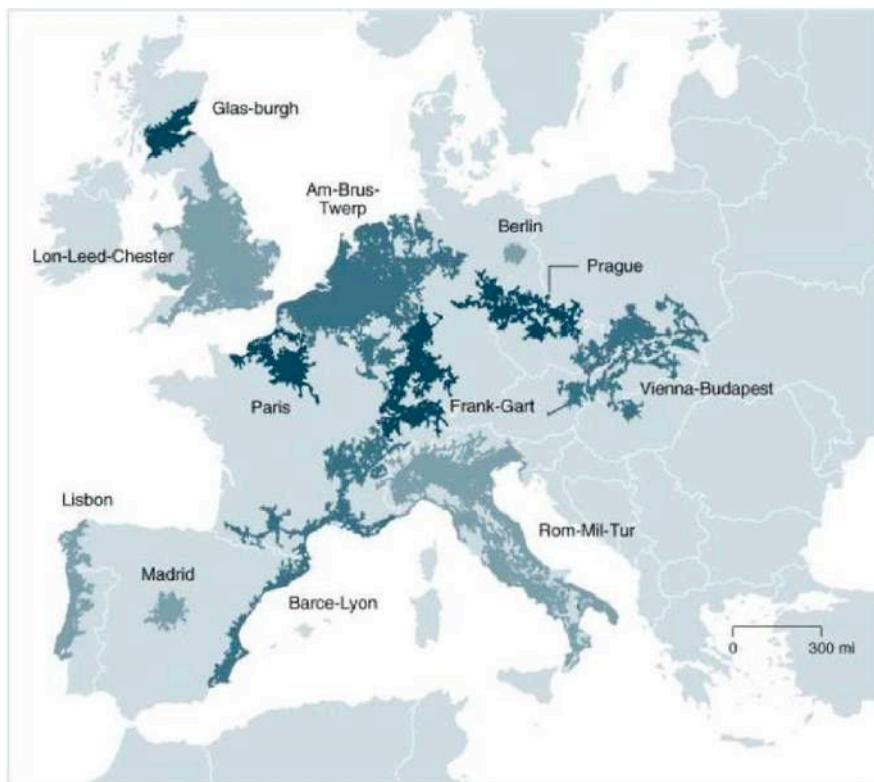 Glas-burgh
Am-Brus-
Twerp
Berlin
Lon-Leed-Chester
Prague
Paris
Frank-Gart
Vienna-Budapest
Lisbon
Rom-Mil-Tur
Madrid
Barce-Lyon
0 300 mi